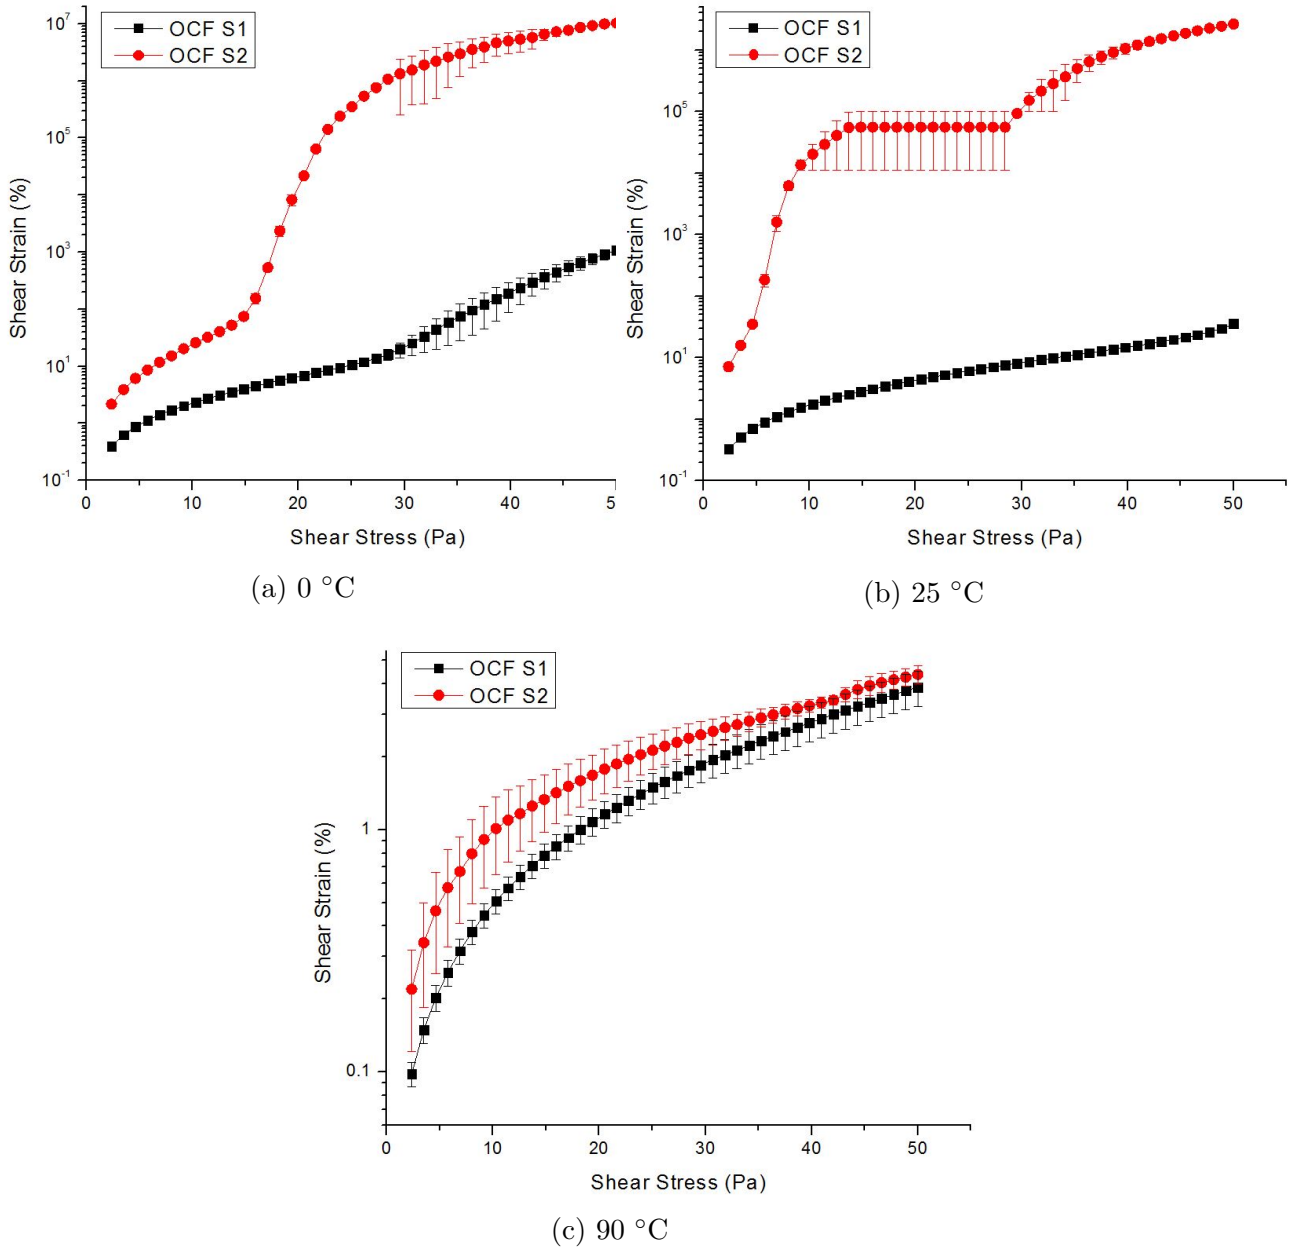 OCF S1
OCF S2
10^7
10^5
10^3
10^1
10^-1
0 10 20 30 40 5
Shear Strain (%)
Shear Stress (Pa)
(a) 0 °C
OCF S1
OCF S2
10^5
10^3
10^1
10^-1
0 10 20 30 40 50
Shear Strain (%)
Shear Stress (Pa)
(b) 25 °C
OCF S1
OCF S2
1
0.1
0 10 20 30 40 50
Shear Strain (%)
Shear Stress (Pa)
(c) 90 °C